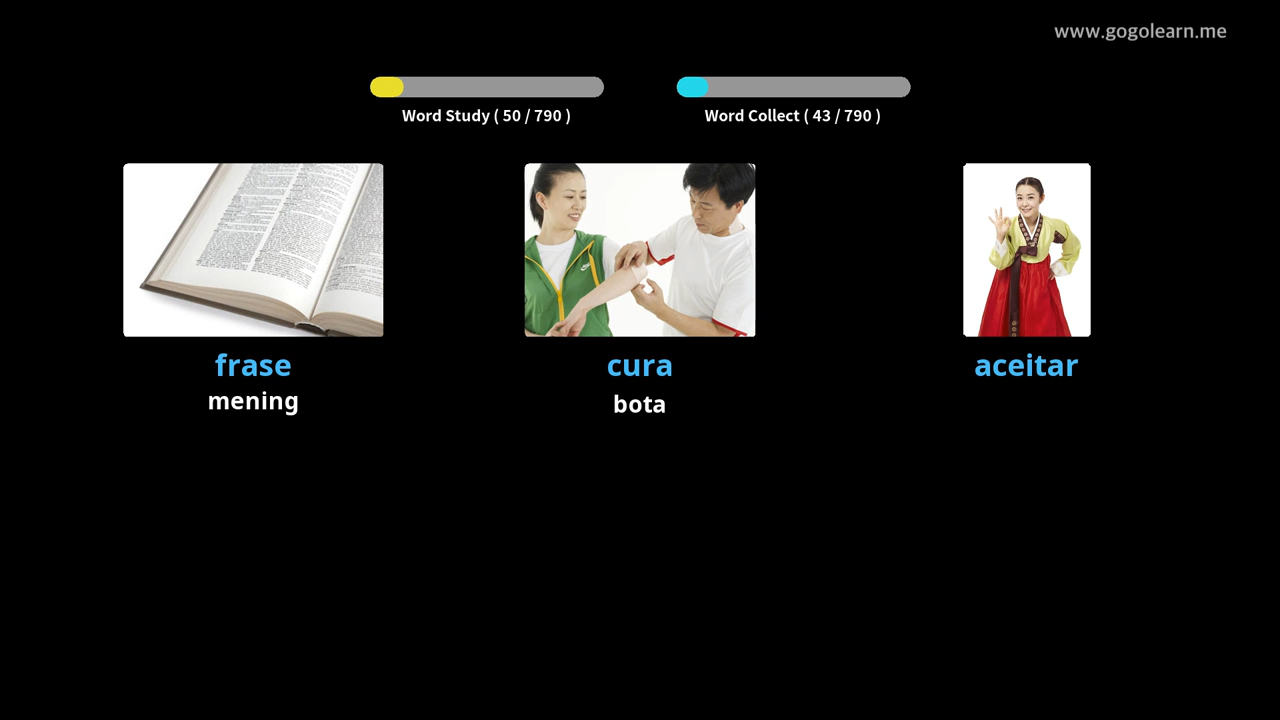 www.gogolearn.me
Word Study ( 50 / 790 )
Word Collect ( 43 / 790 )
frase
mening
cura
bota
aceitar